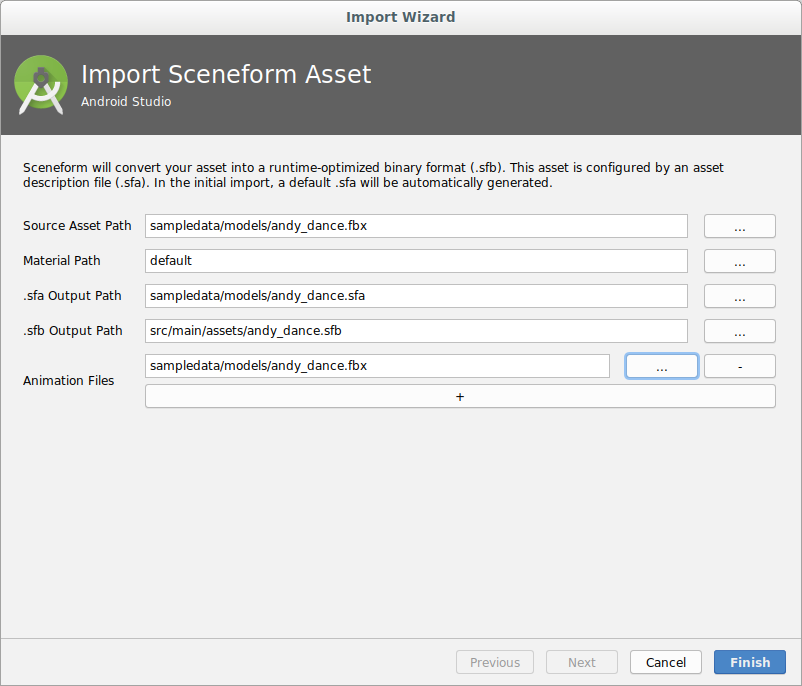 Import Wizard
Import Sceneform Asset
Android Studio
Sceneform will convert your asset into a runtime-optimized binary format (.sfb). This asset is configured by an asset
description file (.sfa). In the initial import, a default .sfa will be automatically generated.
Source Asset Path sampledata/models/andy_dance.fbx ...
Material Path default ...
.sfa Output Path sampledata/models/andy_dance.sfa ...
.sfb Output Path src/main/assets/andy_dance.sfb ...
Animation Files sampledata/models/andy_dance.fbx ... -
+
Previous Next Cancel Finish